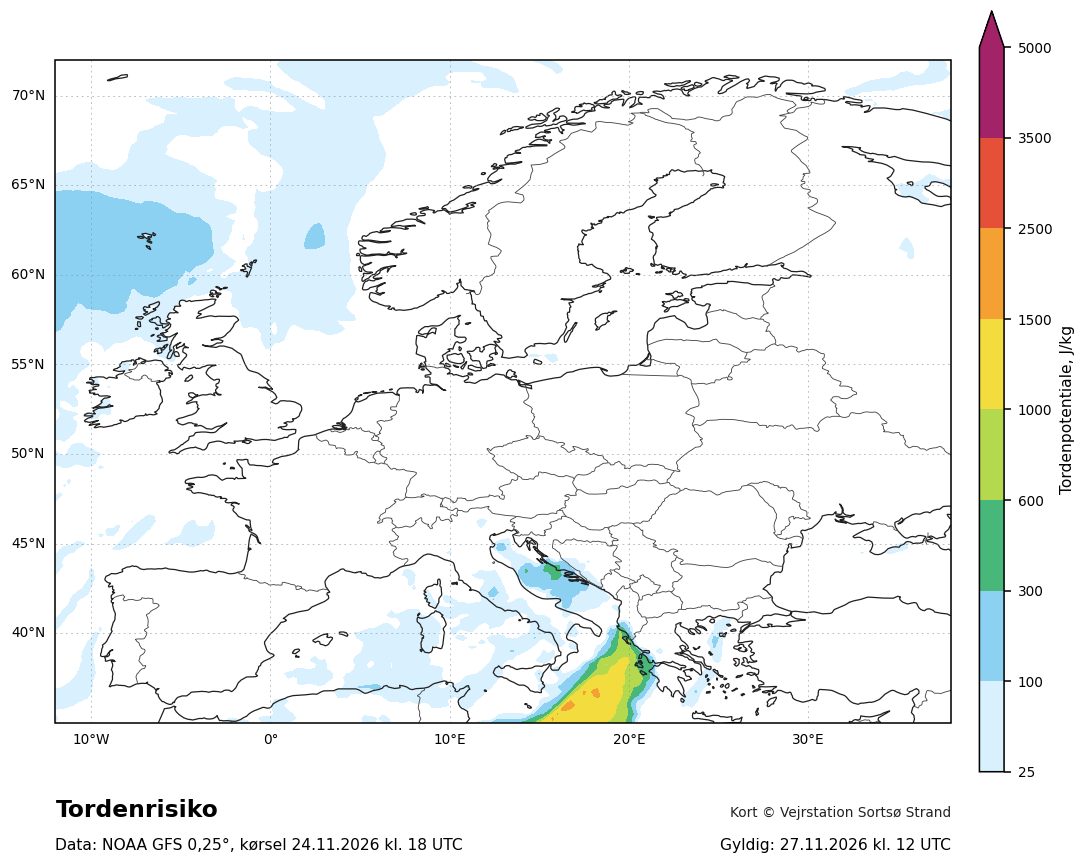 70°N
65°N
60°N
55°N
50°N
45°N
40°N
10°W
0°
10°E
20°E
30°E
5000
3500
2500
1500
1000
600
300
100
25
Tordenpotentiale, J/kg
Tordenrisiko
Kort © Vejrstation Sortsø Strand
Data: NOAA GFS 0,25°, kørsel 24.11.2026 kl. 18 UTC
Gyldig: 27.11.2026 kl. 12 UTC